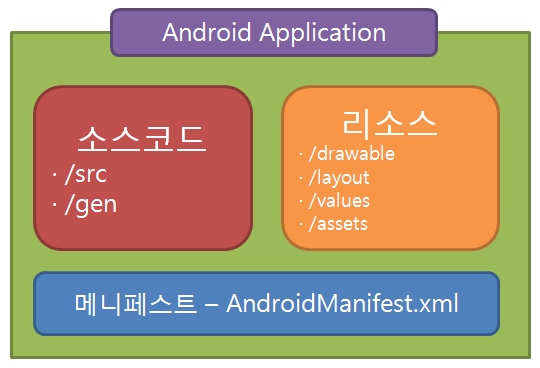 Android Application
소스코드
· /src
· /gen
리소스
· /drawable
· /layout
· /values
· /assets
메니페스트 – AndroidManifest.xml